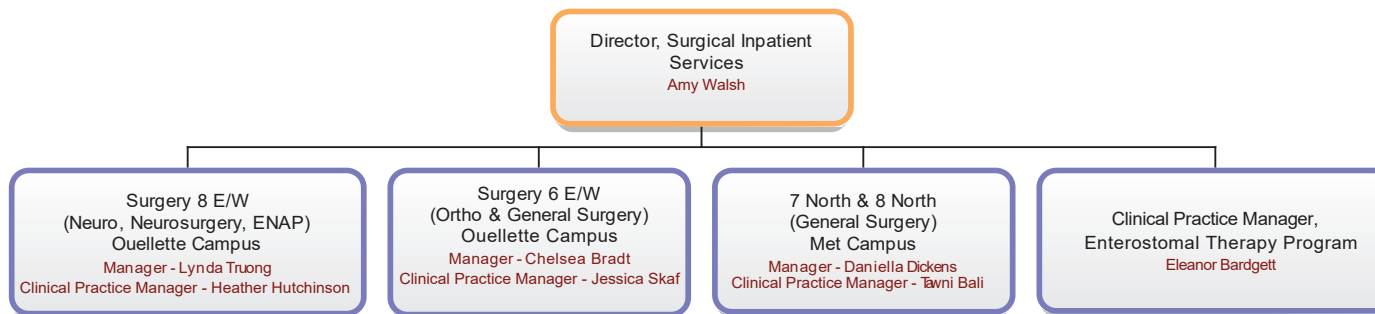 Director, Surgical Inpatient
Services
Amy Walsh
Surgery 8 E/W
(Neuro, Neurosurgery, ENAP)
Ouellette Campus
Manager - Lynda Truong
Clinical Practice Manager - Heather Hutchinson
Surgery 6 E/W
(Ortho & General Surgery)
Ouellette Campus
Manager - Chelsea Bradt
Clinical Practice Manager - Jessica Skaf
7 North & 8 North
(General Surgery)
Met Campus
Manager - Daniella Dickens
Clinical Practice Manager - Tawni Bali
Clinical Practice Manager,
Enterostomal Therapy Program
Eleanor Bardgett